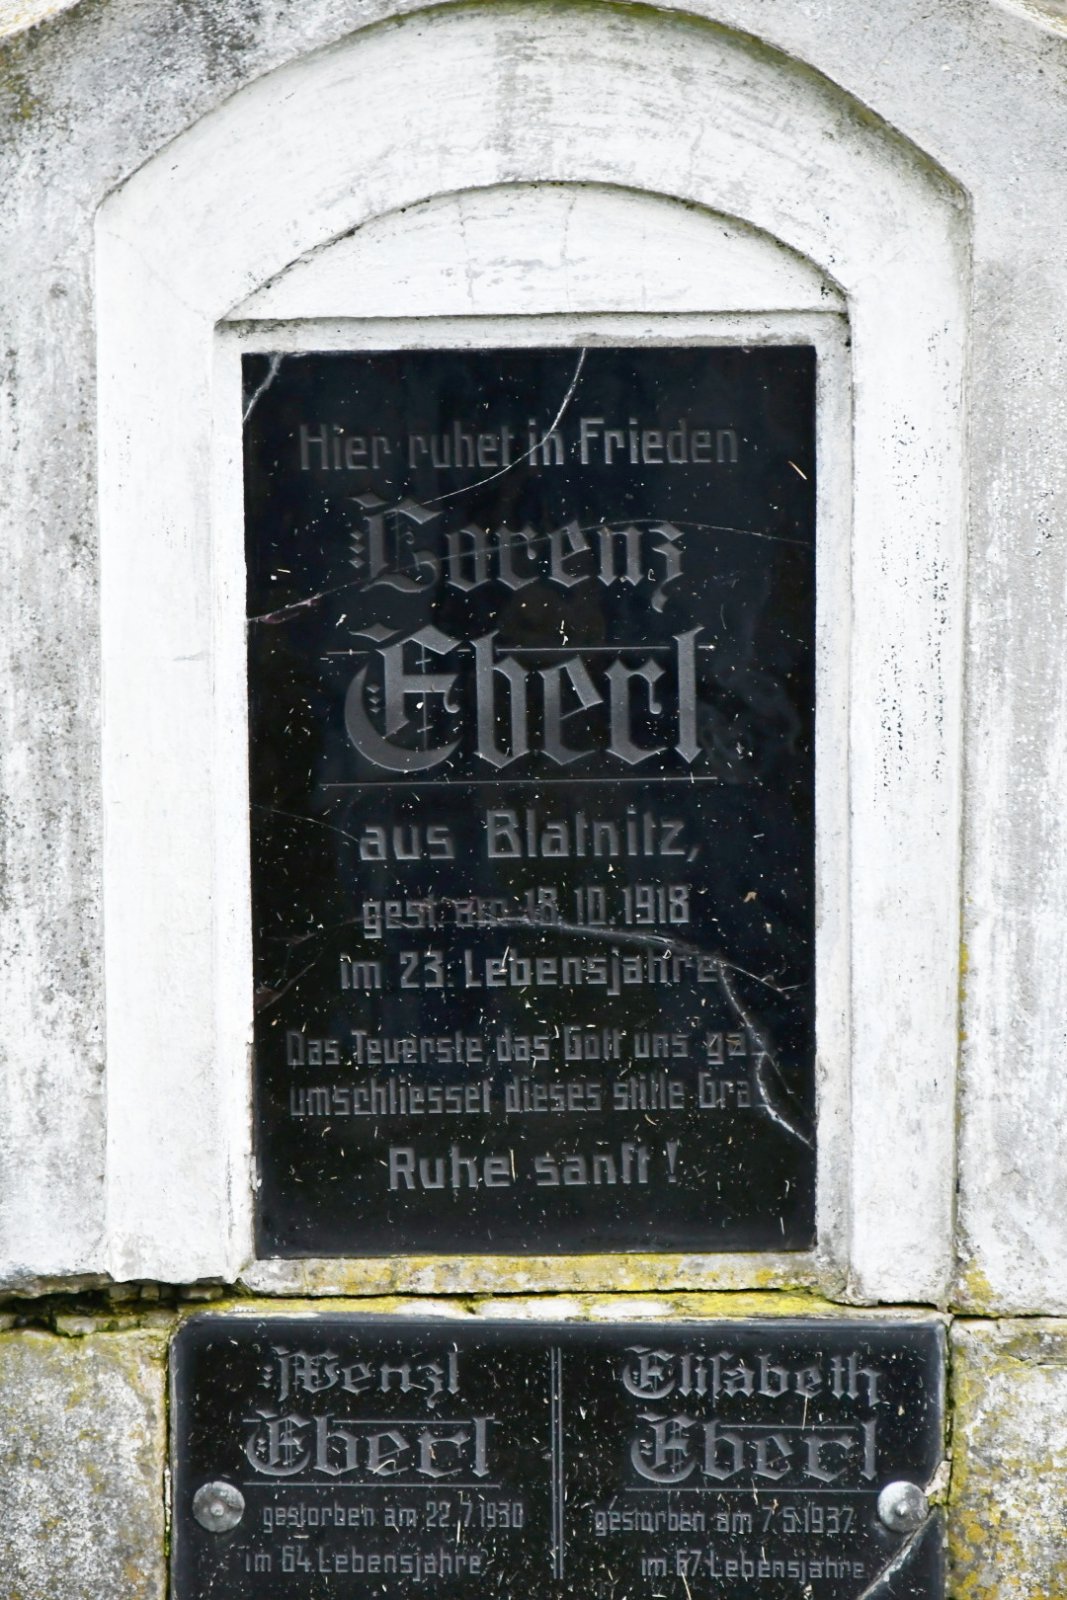 Hier ruhet in Frieden
Lorenz
Eberl
aus Blatnitz,
gest. am 18.10.1918
im 23. Lebensjahre
Das Teuerste, das Gott uns ga
umschliesset dieses stille Gra
Ruhe sanft!
Wenzl
Eberl
gestorben am 22.7.1930
im 64. Lebensjahre
Eliſabeth
Eberl
gestorben am 7.5.1937.
im 67. Lebensjahre